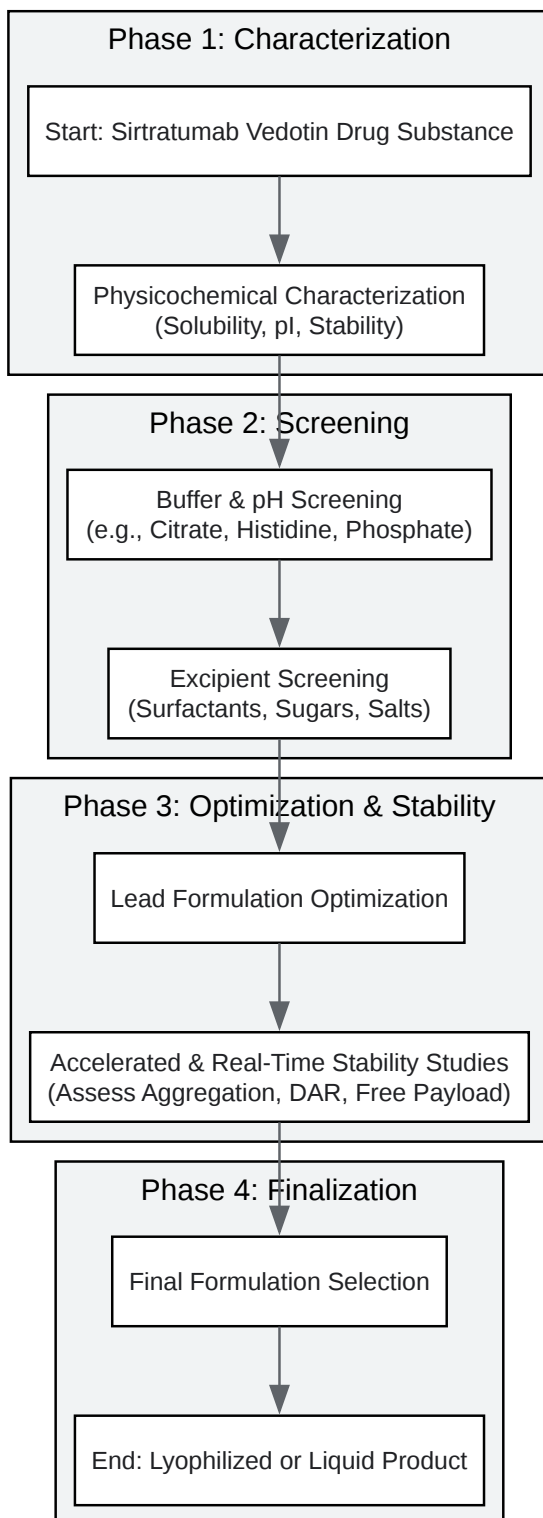 Phase 1: Characterization
Start: Sirtratumab Vedotin Drug Substance
Physicochemical Characterization
(Solubility, pI, Stability)
Phase 2: Screening
Buffer & pH Screening
(e.g., Citrate, Histidine, Phosphate)
Excipient Screening
(Surfactants, Sugars, Salts)
Phase 3: Optimization & Stability
Lead Formulation Optimization
Accelerated & Real-Time Stability Studies
(Assess Aggregation, DAR, Free Payload)
Phase 4: Finalization
Final Formulation Selection
End: Lyophilized or Liquid Product